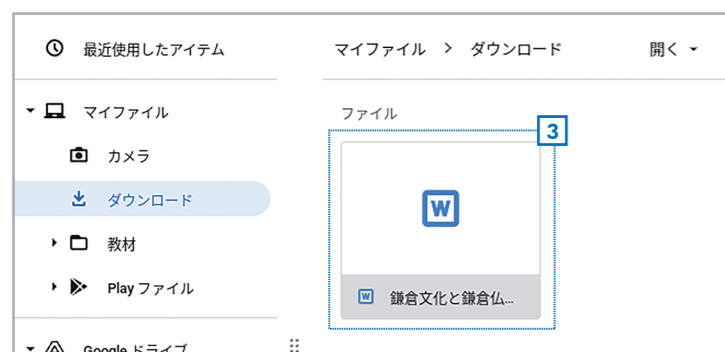 最近使用したアイテム
マイファイル > ダウンロード
開く
マイファイル
ファイル
3
カメラ
W
ダウンロード
教材
Play ファイル
W 鎌倉文化と鎌倉仏...
Google ドライブ